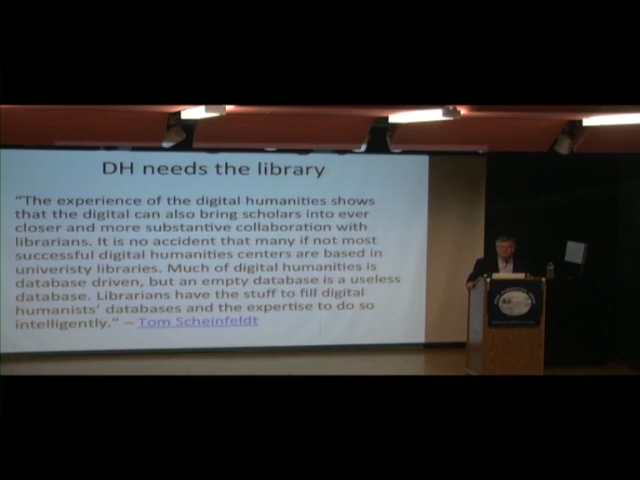 DH needs the library
"The experience of the digital humanities shows
that the digital can also bring scholars into ever
closer and more substantive collaboration with
librarians. It is no accident that many if not most
successful digital humanities centers are based in
univeristy libraries. Much of digital humanities is
database driven, but an empty database is a useless
database. Librarians have the stuff to fill digital
humanists' databases and the expertise to do so
intelligently." – Tom Scheinfeldt